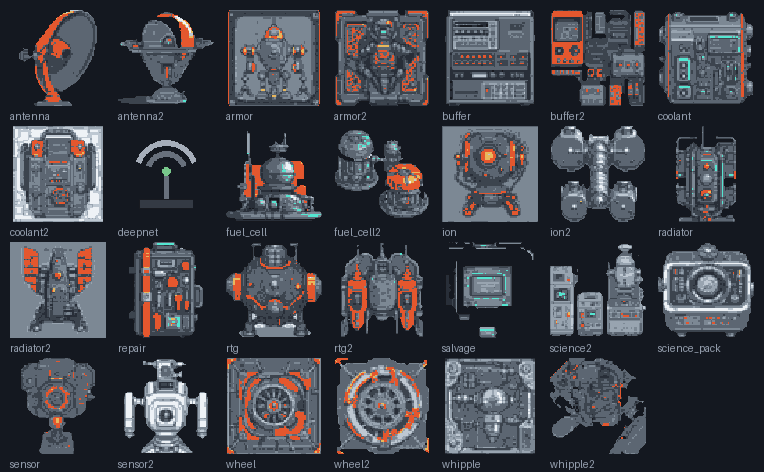 antenna antenna2 armor armor2 buffer buffer2 coolant
coolant2 deepnet fuel_cell fuel_cell2 ion ion2 radiator
radiator2 repair rtg rtg2 salvage science2 science_pack
sensor sensor2 wheel wheel2 whipple whipple2